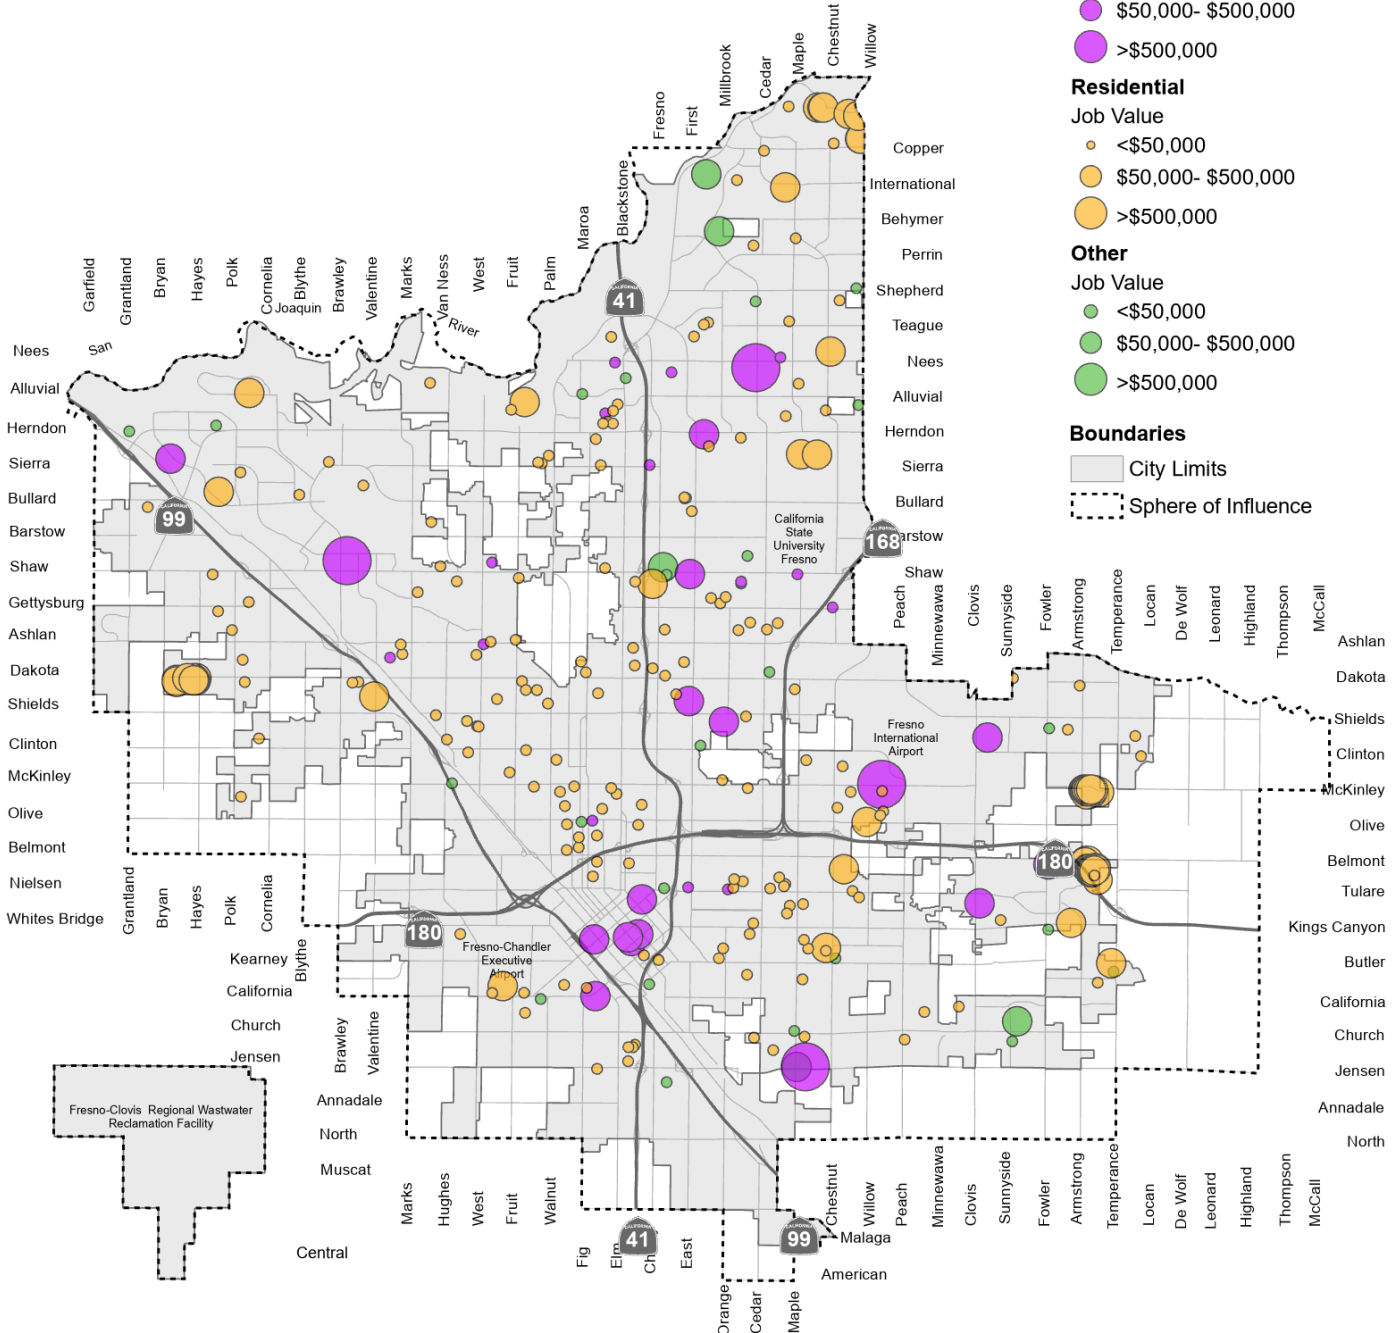 $50,000- $500,000
>$500,000
Residential
Job Value
<$50,000
$50,000- $500,000
>$500,000
Other
Job Value
<$50,000
$50,000- $500,000
>$500,000
Boundaries
City Limits
Sphere of Influence
Fresno
First
Millbrook
Cedar
Maple
Chestnut
Willow
Copper
International
Behymer
Perrin
Shepherd
Teague
Nees
Alluvial
Herndon
Sierra
Bullard
Barstow
Shaw
Garfield
Grantland
Bryan
Hayes
Polk
Cornelia
Blythe
Brawley
Valentine
Marks
Van Ness
West
Fruit
Palm
Maroa
Blackstone
San
Joaquin
River
CALIFORNIA
41
Nees
Alluvial
Herndon
Sierra
Bullard
Barstow
Shaw
Gettysburg
Ashlan
Dakota
Shields
Clinton
McKinley
Olive
Belmont
Nielsen
Whites Bridge
CALIFORNIA
99
California
State
University
Fresno
CALIFORNIA
168
Peach
Minnewawa
Clovis
Sunnyside
Fowler
Armstrong
Temperance
Locan
De Wolf
Leonard
Highland
Thompson
McCall
Ashlan
Dakota
Shields
Clinton
McKinley
Olive
Belmont
Tulare
Kings Canyon
Butler
California
Church
Jensen
Annadale
North
Fresno
International
Airport
CALIFORNIA
180
Grantland
Bryan
Hayes
Polk
Cornelia
Blythe
CALIFORNIA
180
Fresno-Chandler
Executive
Airport
Kearney
California
Church
Jensen
Brawley
Valentine
Annadale
North
Muscat
Central
Fresno-Clovis Regional Wastwater
Reclamation Facility
Marks
Hughes
West
Fruit
Walnut
Fig
Elm
CALIFORNIA
41
East
Orange
Cedar
Maple
CALIFORNIA
99
Malaga
American
Chestnut
Willow
Peach
Minnewawa
Clovis
Sunnyside
Fowler
Armstrong
Temperance
Locan
De Wolf
Leonard
Highland
Thompson
McCall